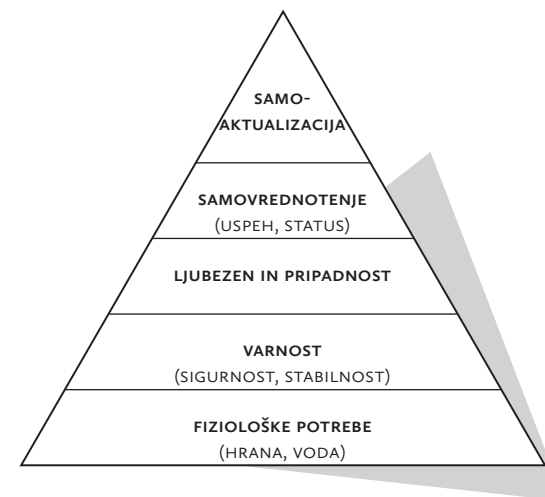 SAMO-
AKTUALIZACIJA
SAMOVREDNOTENJE
(USPEH, STATUS)
LJUBEZEN IN PRIPADNOST
VARNOST
(SIGURNOST, STABILNOST)
FIZIOLOŠKE POTREBE
(HRANA, VODA)